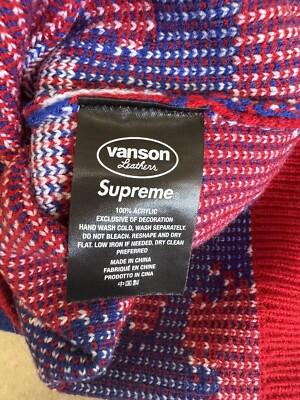 vanson
Leathers
Supreme
100% ACRYLIC
EXCLUSIVE OF DECORATION
HAND WASH COLD, WASH SEPARATELY.
DO NOT BLEACH. RESHAPE AND DRY
FLAT. LOW IRON IF NEEDED. DRY CLEAN
PREFERRED
MADE IN CHINA
FABRIQUÉ EN CHINE
PRODOTTO IN CINA
中国製